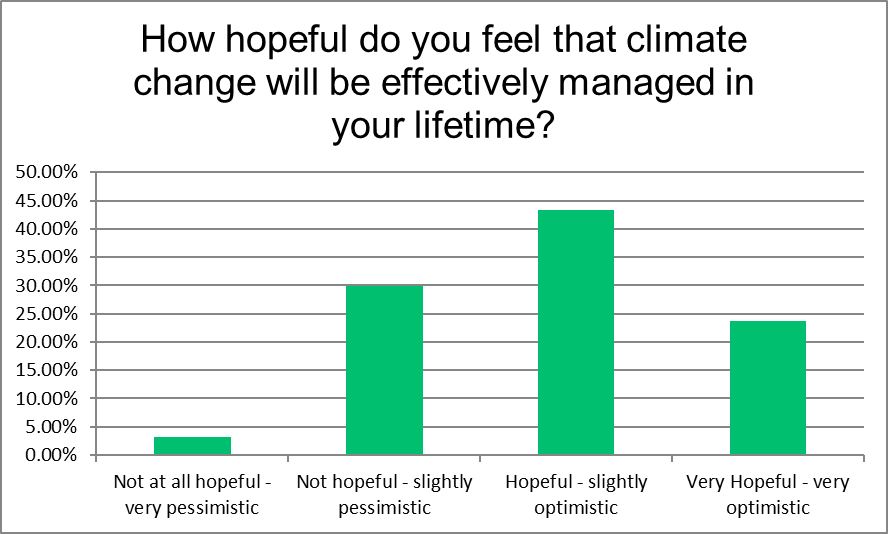 How hopeful do you feel that climate
change will be effectively managed in
your lifetime?
50.00%
45.00%
40.00%
35.00%
30.00%
25.00%
20.00%
15.00%
10.00%
5.00%
0.00%
Not at all hopeful -
very pessimistic
Not hopeful - slightly
pessimistic
Hopeful - slightly
optimistic
Very Hopeful - very
optimistic